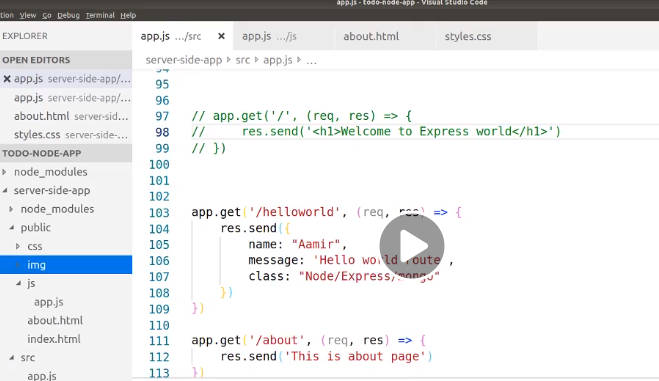 app.js - todo-node-app - Visual Studio Code
tion View Go Debug Terminal Help
EXPLORER
OPEN EDITORS
app.js server-side-app/...
app.js server-side-app/...
about.html server-sid...
styles.css server-side-...
TODO-NODE-APP
node_modules
server-side-app
node_modules
public
css
img
js
app.js
about.html
index.html
src
app.js
app.js .../src
app.js .../js
about.html
styles.css
server-side-app src app.js ...
94
95
96
97 // app.get('/', (req, res) => {
98 //     res.send('<h1>Welcome to Express world</h1>')
99 // })
100
101
102
103 app.get('/helloworld', (req, res) => {
104     res.send({
105         name: "Aamir",
106         message: 'Hello world route',
107         class: "Node/Express/mongo"
108     })
109 })
110
111 app.get('/about', (req, res) => {
112     res.send('This is about page')
113 })